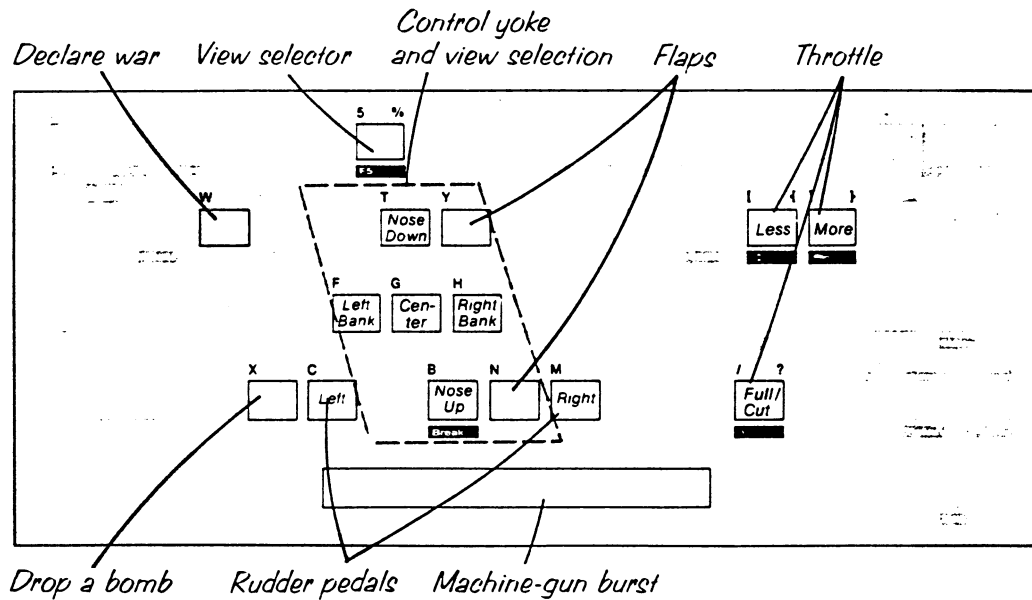 Control yoke
Declare war View selector and view selection Flaps Throttle
5 %
F5
W T Y [ { }
Nose Down
Less More
F G H
Left Bank
Cen-ter
Right Bank
X C B N M / ?
Left
Nose Up
Right
Full/Cut
Break
Drop a bomb Rudder pedals Machine-gun burst